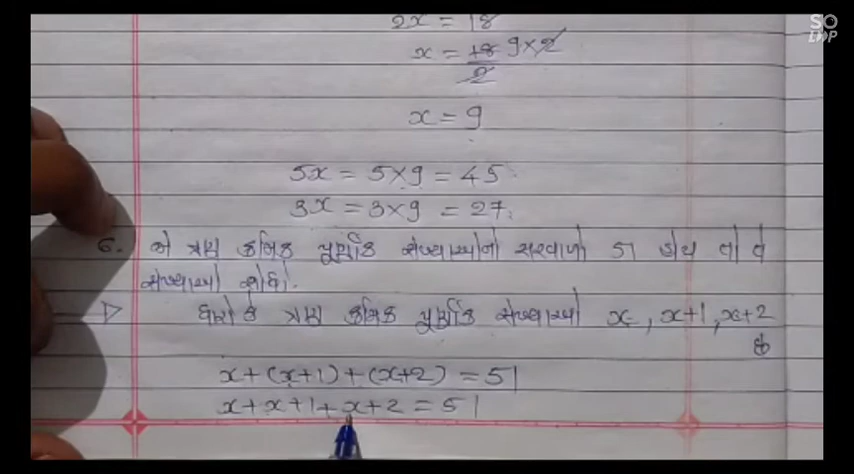 2x = 18
x = 18 9×2
2
x = 9
5x = 5×9 = 45
3x = 3×9 = 27
6. જો ત્રણ ક્રમિક પૂર્ણાંક સંખ્યાઓનો સરવાળો 51 હોય તો તે
સંખ્યાઓ શોધો.
ધારો કે ત્રણ ક્રમિક પૂર્ણાંક સંખ્યાઓ x, x+1, x+2
છે
x+(x+1)+(x+2) = 51
x+x+1+x+2 = 51